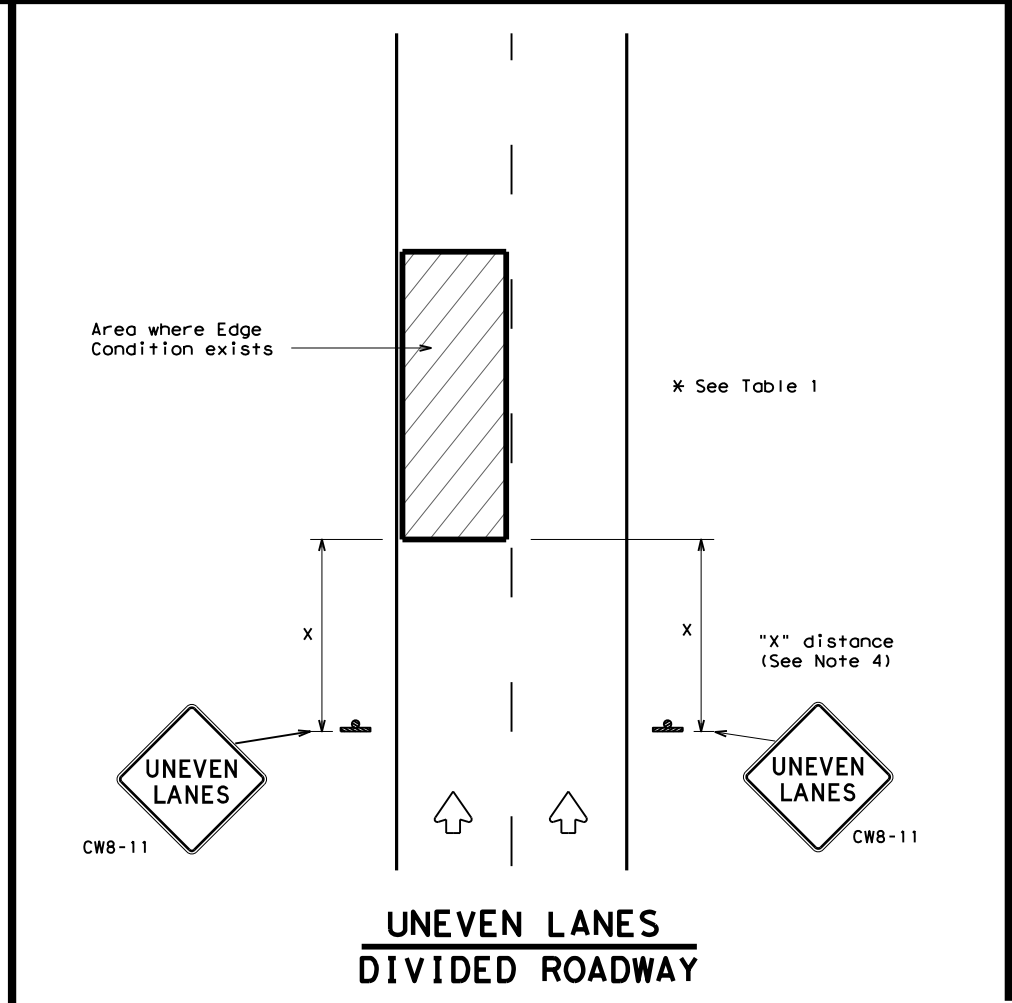 Area where Edge
Condition exists
* See Table 1
X
X
"X" distance
(See Note 4)
UNEVEN
LANES
CW8-11
UNEVEN
LANES
CW8-11
UNEVEN LANES
DIVIDED ROADWAY